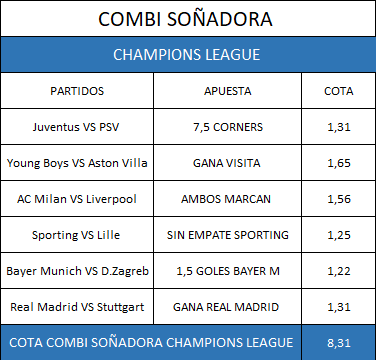 COMBI SOÑADORA
CHAMPIONS LEAGUE
PARTIDOS APUESTA COTA
Juventus VS PSV 7,5 CORNERS 1,31
Young Boys VS Aston Villa GANA VISITA 1,65
AC Milan VS Liverpool AMBOS MARCAN 1,56
Sporting VS Lille SIN EMPATE SPORTING 1,25
Bayer Munich VS D.Zagreb 1,5 GOLES BAYER M 1,22
Real Madrid VS Stuttgart GANA REAL MADRID 1,31
COTA COMBI SOÑADORA CHAMPIONS LEAGUE 8,31